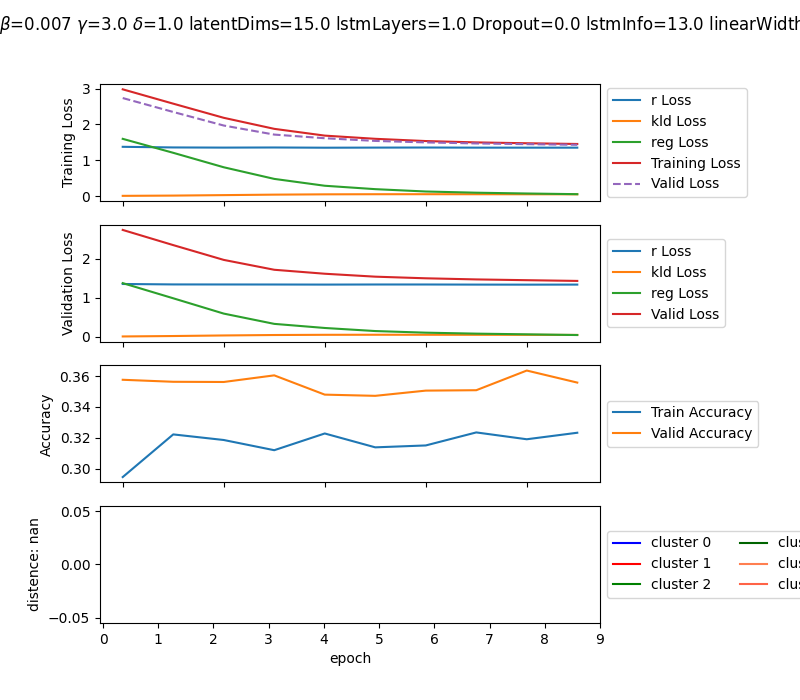 β=0.007 γ=3.0 δ=1.0 latentDims=15.0 lstmLayers=1.0 Dropout=0.0 lstmInfo=13.0 linearWidth
Training Loss
3
2
1
0
r Loss
kld Loss
reg Loss
Training Loss
Valid Loss
Validation Loss
2
1
0
r Loss
kld Loss
reg Loss
Valid Loss
Accuracy
0.36
0.34
0.32
0.30
Train Accuracy
Valid Accuracy
distence: nan
0.05
0.00
−0.05
cluster 0
cluster 1
cluster 2
clus
clus
clus
0 1 2 3 4 5 6 7 8 9
epoch